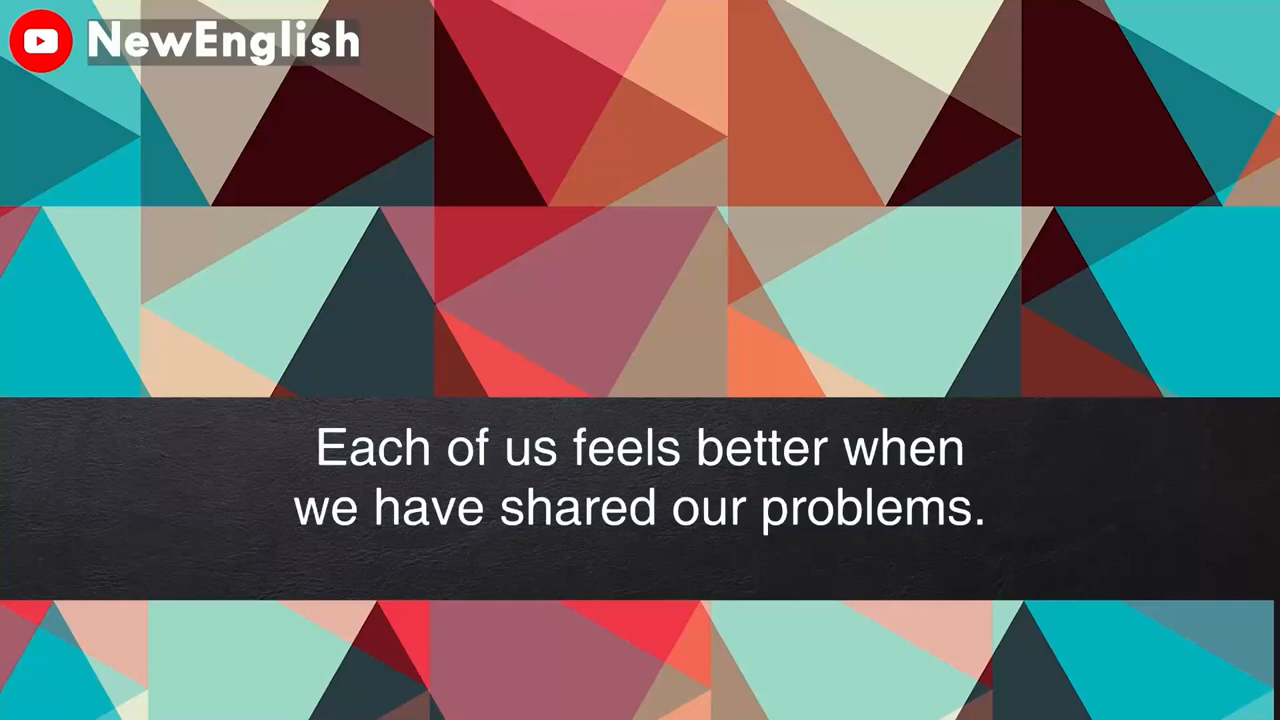 NewEnglish
Each of us feels better when
we have shared our problems.